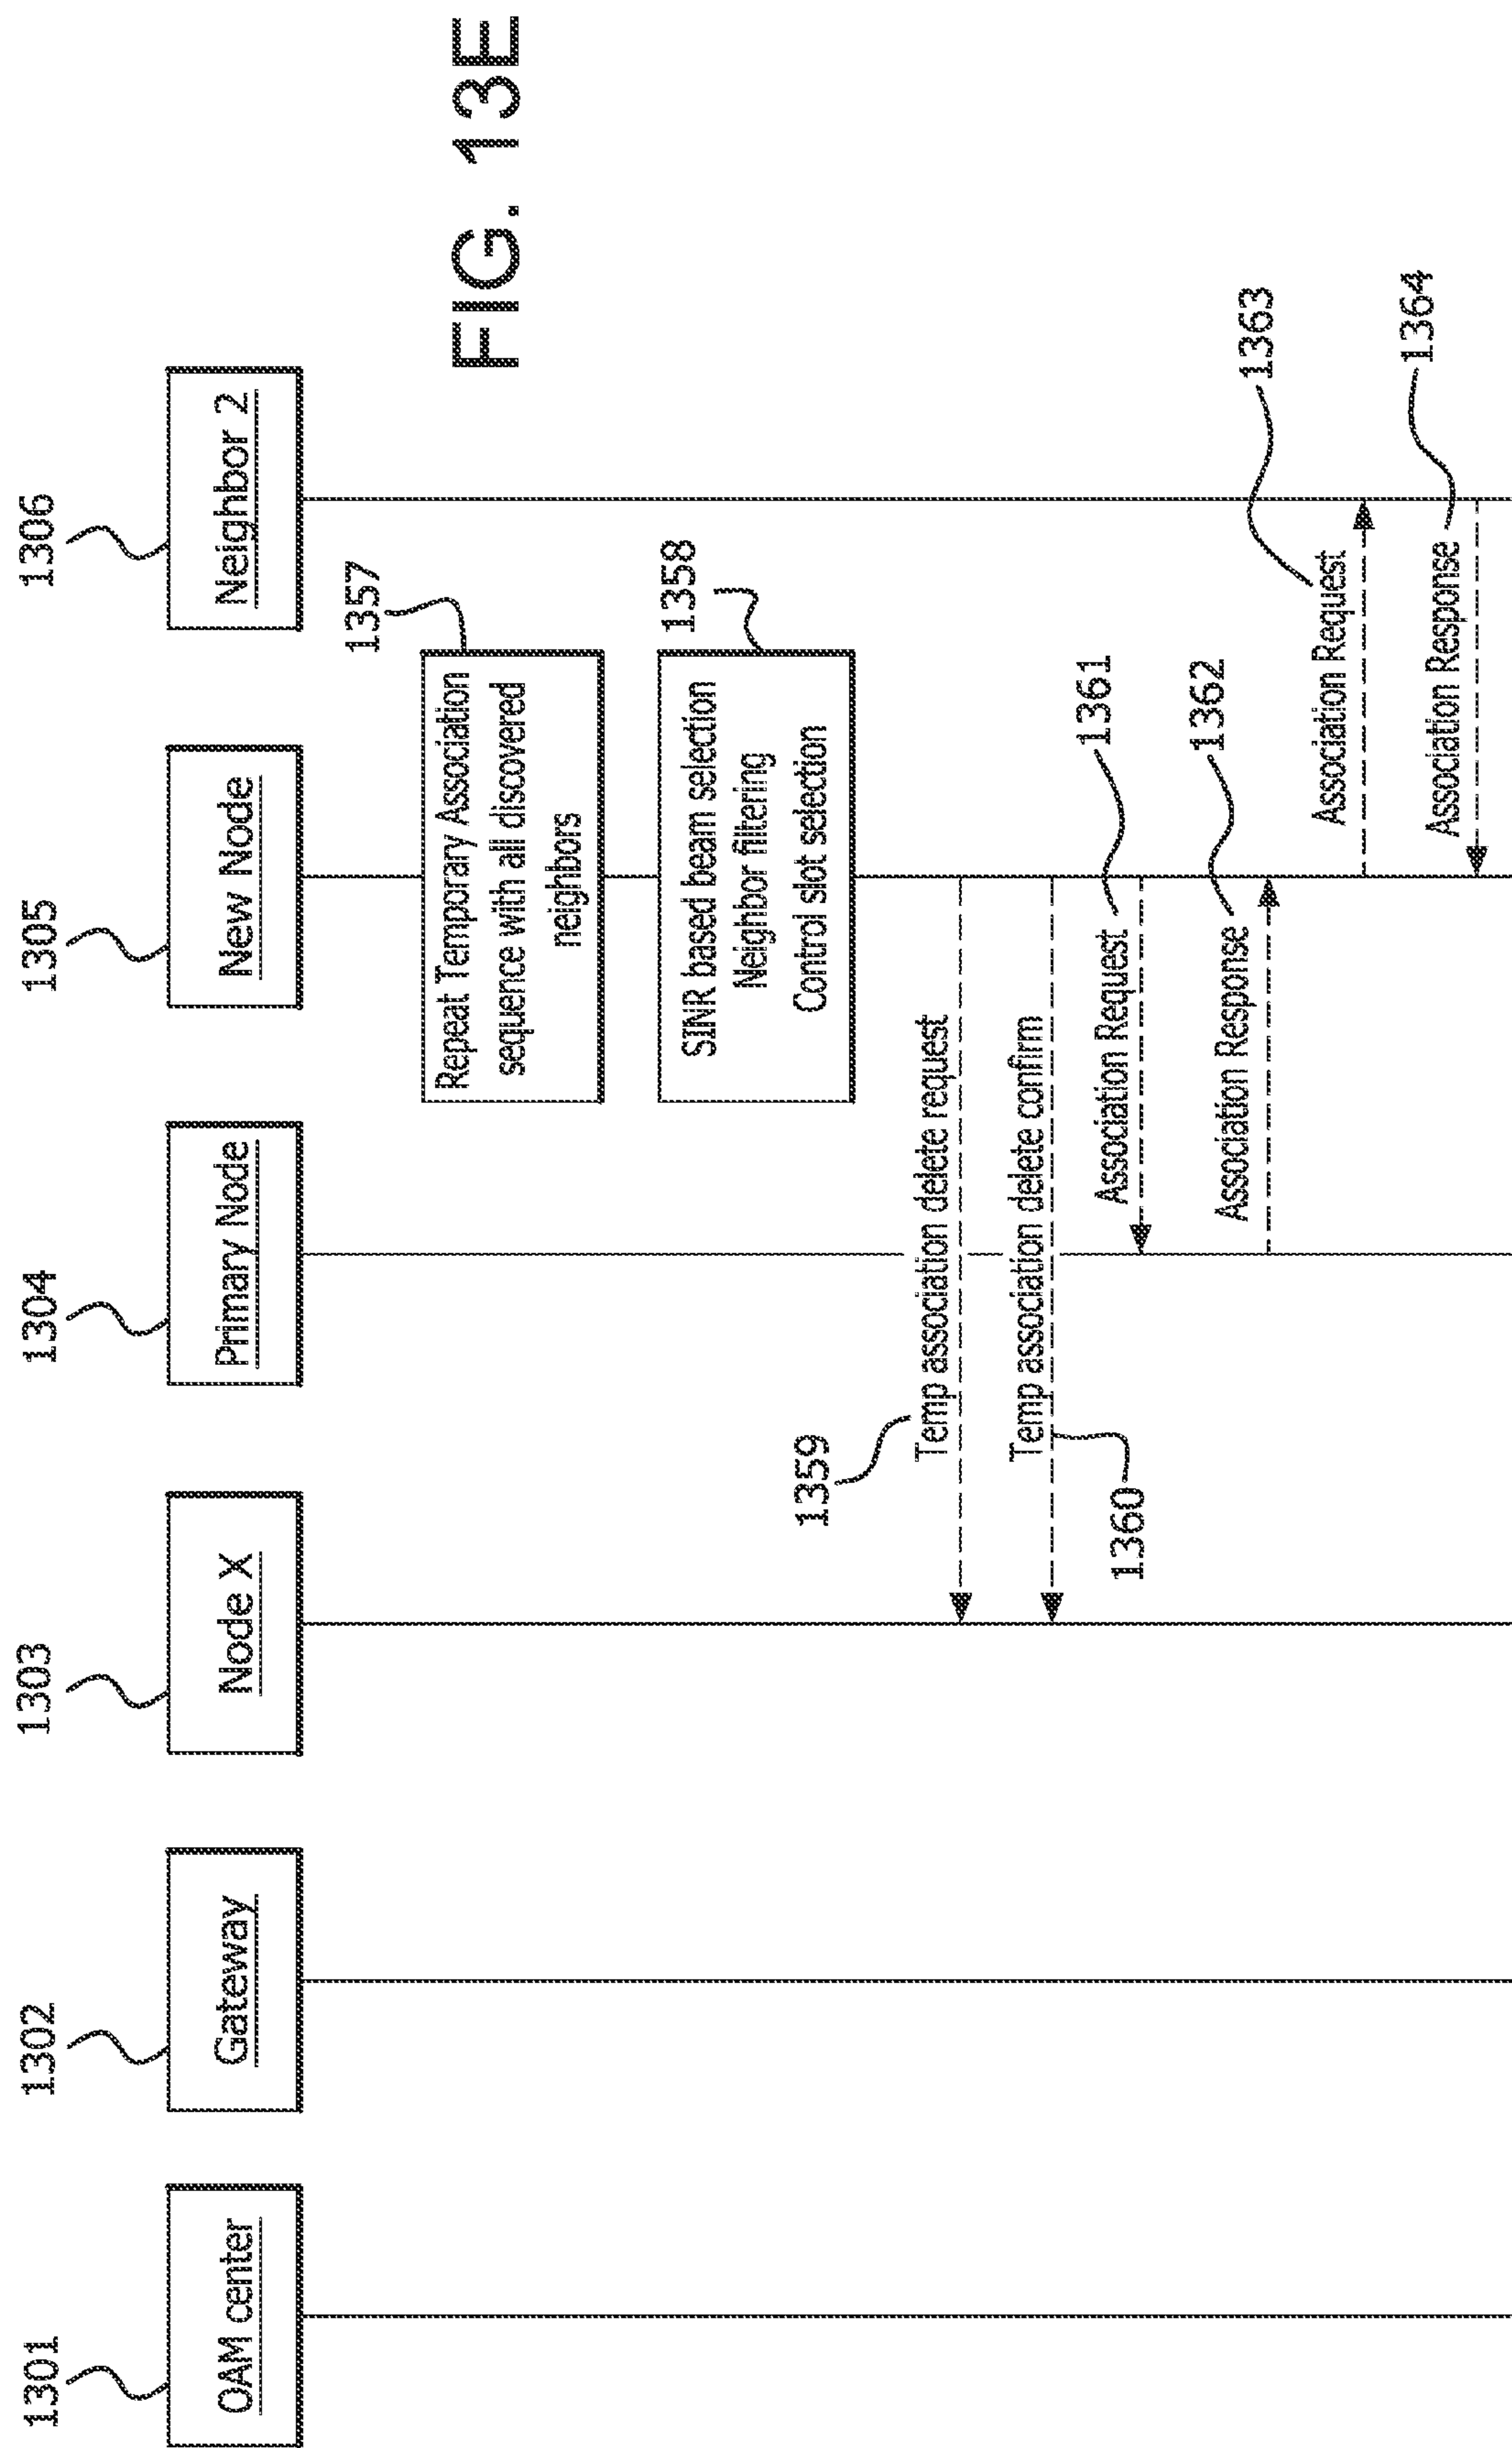 1301
1302
1303
1304
1305
1306
OAM center
Gateway
Node X
Primary Node
New Node
Neighbor 2
1357
Repeat Temporary Association
sequence with all discovered
neighbors
1358
SINR based beam selection
Neighbor filtering
Control slot selection
1359
Temp association delete request
Temp association delete confirm
1360
1361
Association Request
1362
Association Response
1363
Association Request
1364
Association Response
FIG. 13E